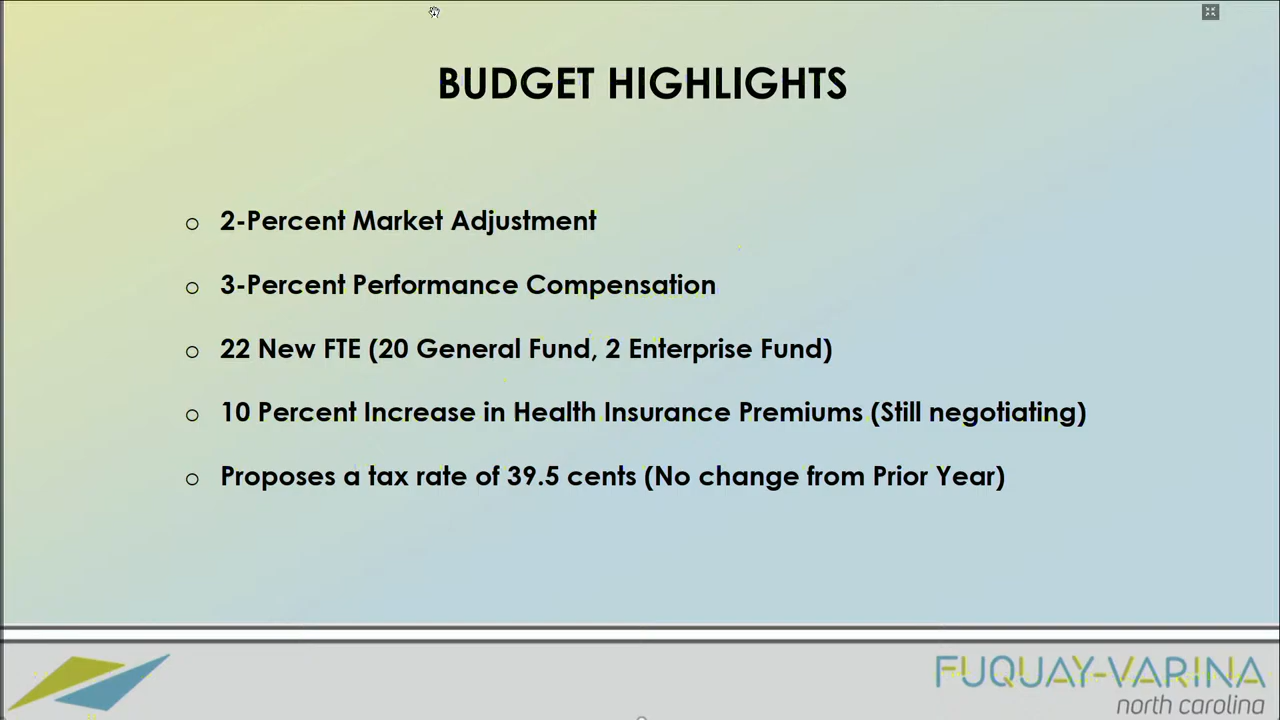 BUDGET HIGHLIGHTS
2-Percent Market Adjustment
3-Percent Performance Compensation
22 New FTE (20 General Fund, 2 Enterprise Fund)
10 Percent Increase in Health Insurance Premiums (Still negotiating)
Proposes a tax rate of 39.5 cents (No change from Prior Year)
FUQUAY-VARINA
north carolina